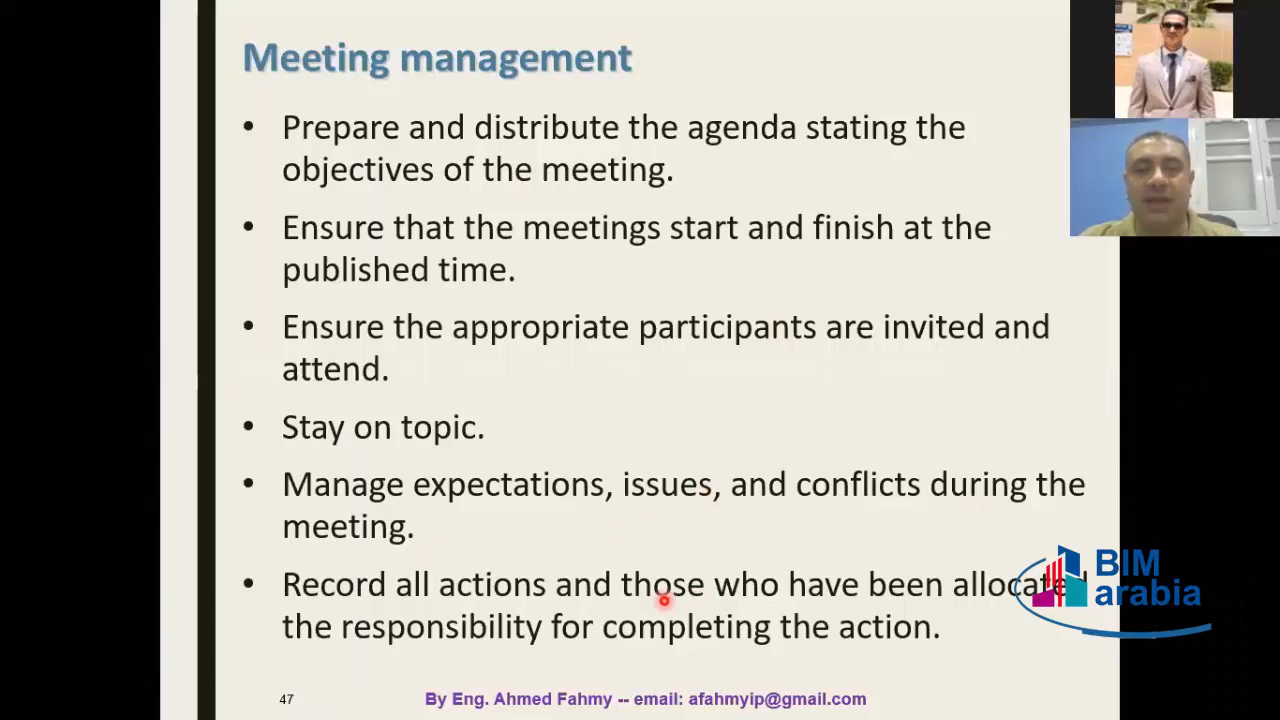 Meeting management
• Prepare and distribute the agenda stating the
objectives of the meeting.
• Ensure that the meetings start and finish at the
published time.
• Ensure the appropriate participants are invited and
attend.
• Stay on topic.
• Manage expectations, issues, and conflicts during the
meeting.
• Record all actions and those who have been allocated
the responsibility for completing the action.
BIM
arabia
47
By Eng. Ahmed Fahmy -- email: afahmyip@gmail.com